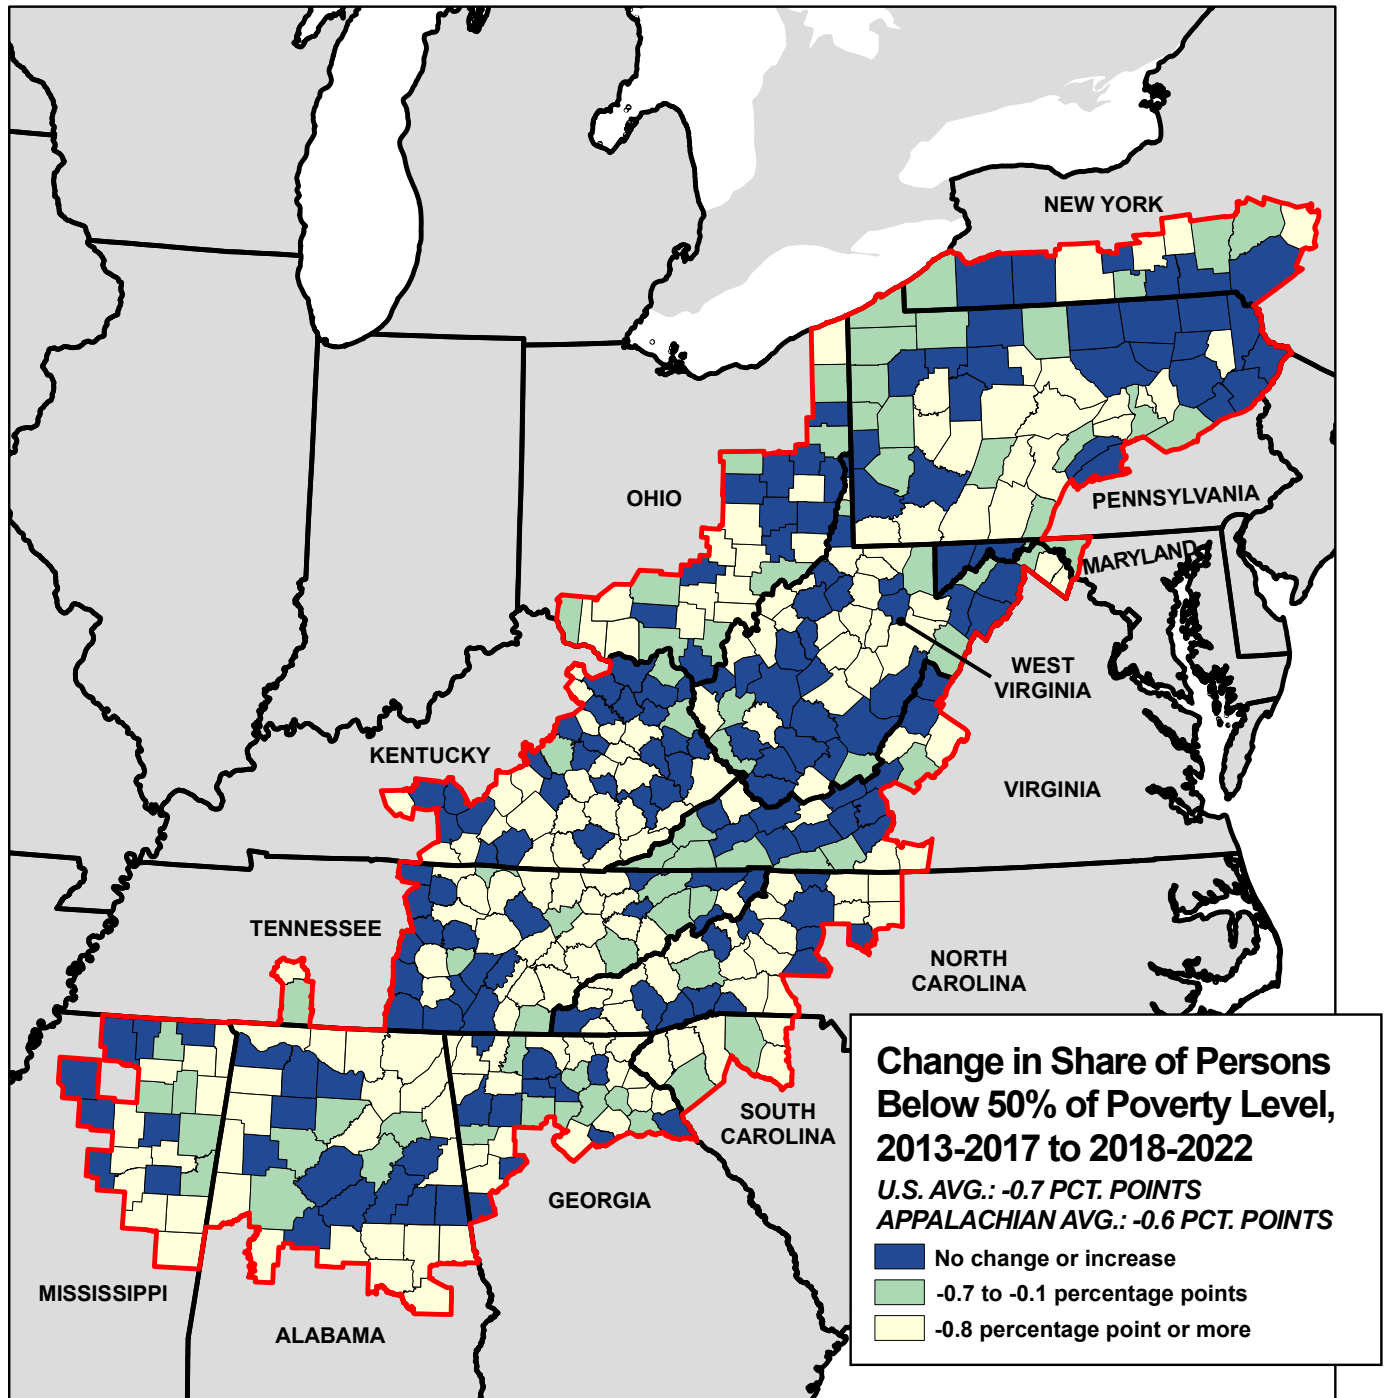 NEW YORK
OHIO
PENNSYLVANIA
MARYLAND
WEST
VIRGINIA
KENTUCKY
VIRGINIA
TENNESSEE
NORTH
CAROLINA
SOUTH
CAROLINA
GEORGIA
MISSISSIPPI
ALABAMA
Change in Share of Persons
Below 50% of Poverty Level,
2013-2017 to 2018-2022
U.S. AVG.: -0.7 PCT. POINTS
APPALACHIAN AVG.: -0.6 PCT. POINTS
No change or increase
-0.7 to -0.1 percentage points
-0.8 percentage point or more